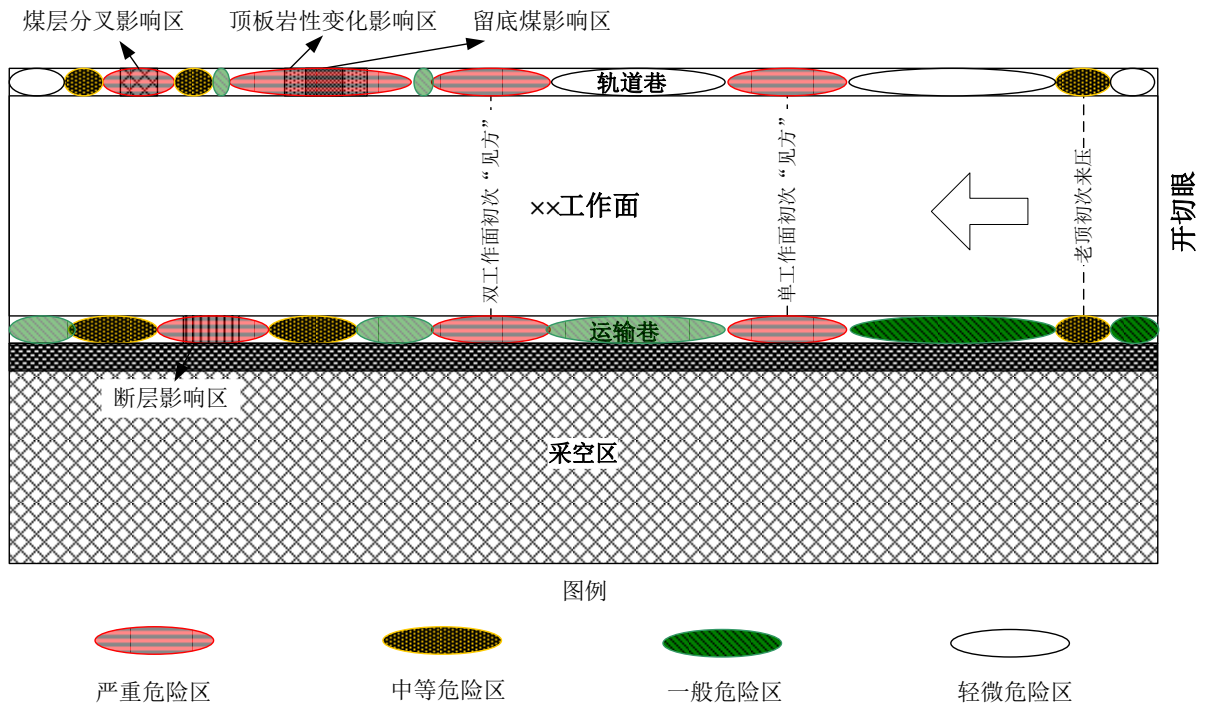 煤层分叉影响区
顶板岩性变化影响区
留底煤影响区
轨道巷
双工作面初次“见方”
单工作面初次“见方”
老顶初次来压
××工作面
开切眼
运输巷
断层影响区
采空区
图例
严重危险区
中等危险区
一般危险区
轻微危险区